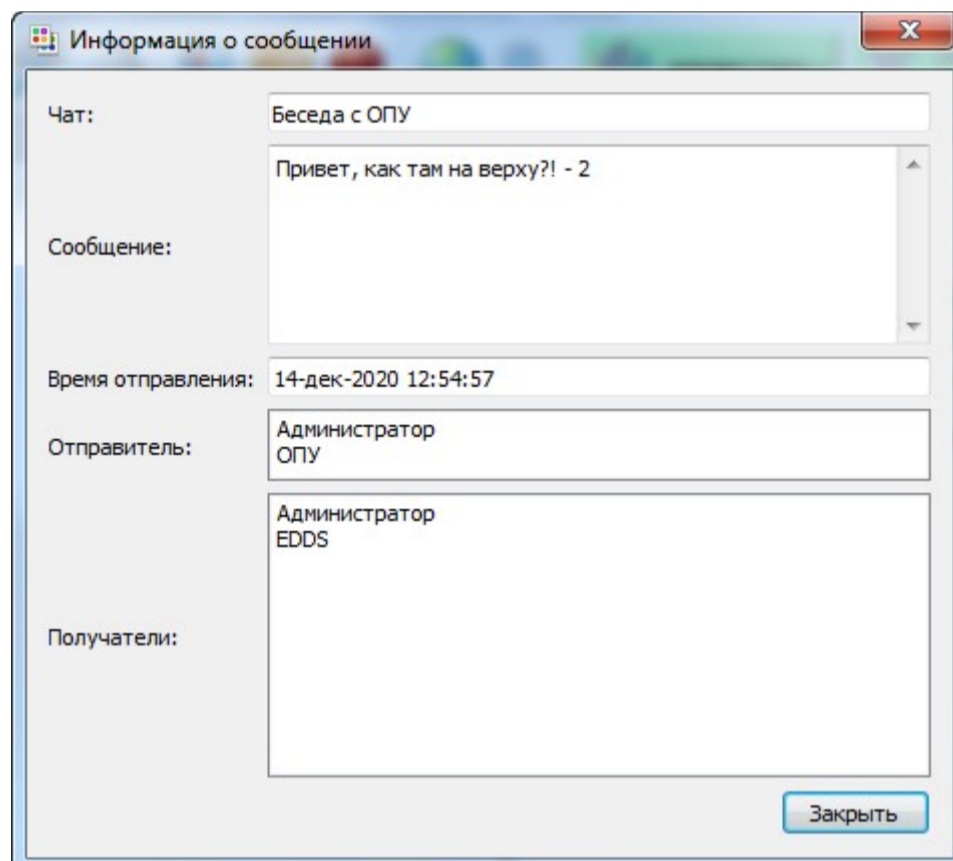 Информация о сообщении
Чат: Беседа с ОПУ
Сообщение: Привет, как там на верху?! - 2
Время отправления: 14-дек-2020 12:54:57
Отправитель: Администратор
ОПУ
Получатели: Администратор
EDDS
Закрыть